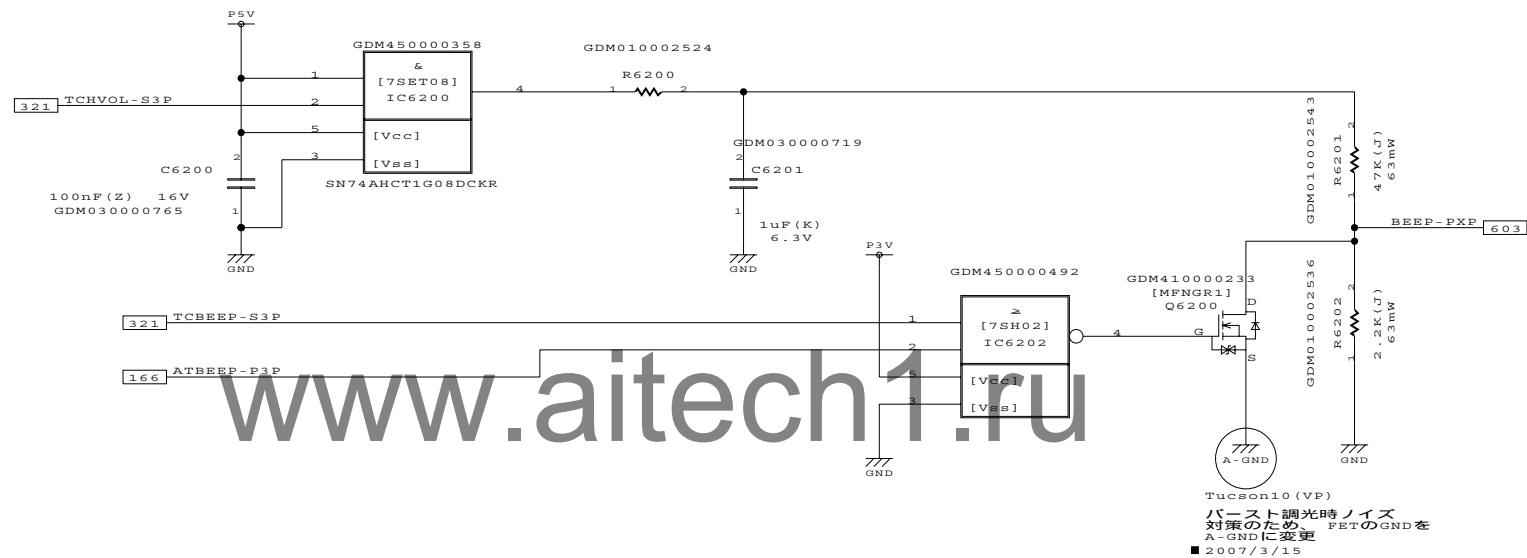 P5V
GDM450000358
&
[7SET08]
IC6200
[Vcc]
[Vss]
SN74AHCT1G08DCKR
1
2
5
3
4
321
TCHVOL-S3P
GDM010002524
R6200
1
2
C6200
2
1
100nF(Z) 16V
GDM030000765
GND
GDM030000719
2
C6201
1
1uF(K)
6.3V
GND
GDM010002543
R6201
2
1
47K(J)
63mW
BEEP-PXP
603
P3V
GDM450000492
≥
[7SH02]
IC6202
[Vcc]
[Vss]
1
2
5
3
4
GND
321
TCBEEP-S3P
166
ATBEEP-P3P
GDM410000233
[MFNGR1]
Q6200
D
G
S
GDM010002536
R6202
2
1
2.2K(J)
63mW
GND
A-GND
Tucson10(VP)
バースト調光時ノイズ
対策のため、 FETのGNDを
A-GNDに変更
■ 2007/3/15
www.aitech1.ru